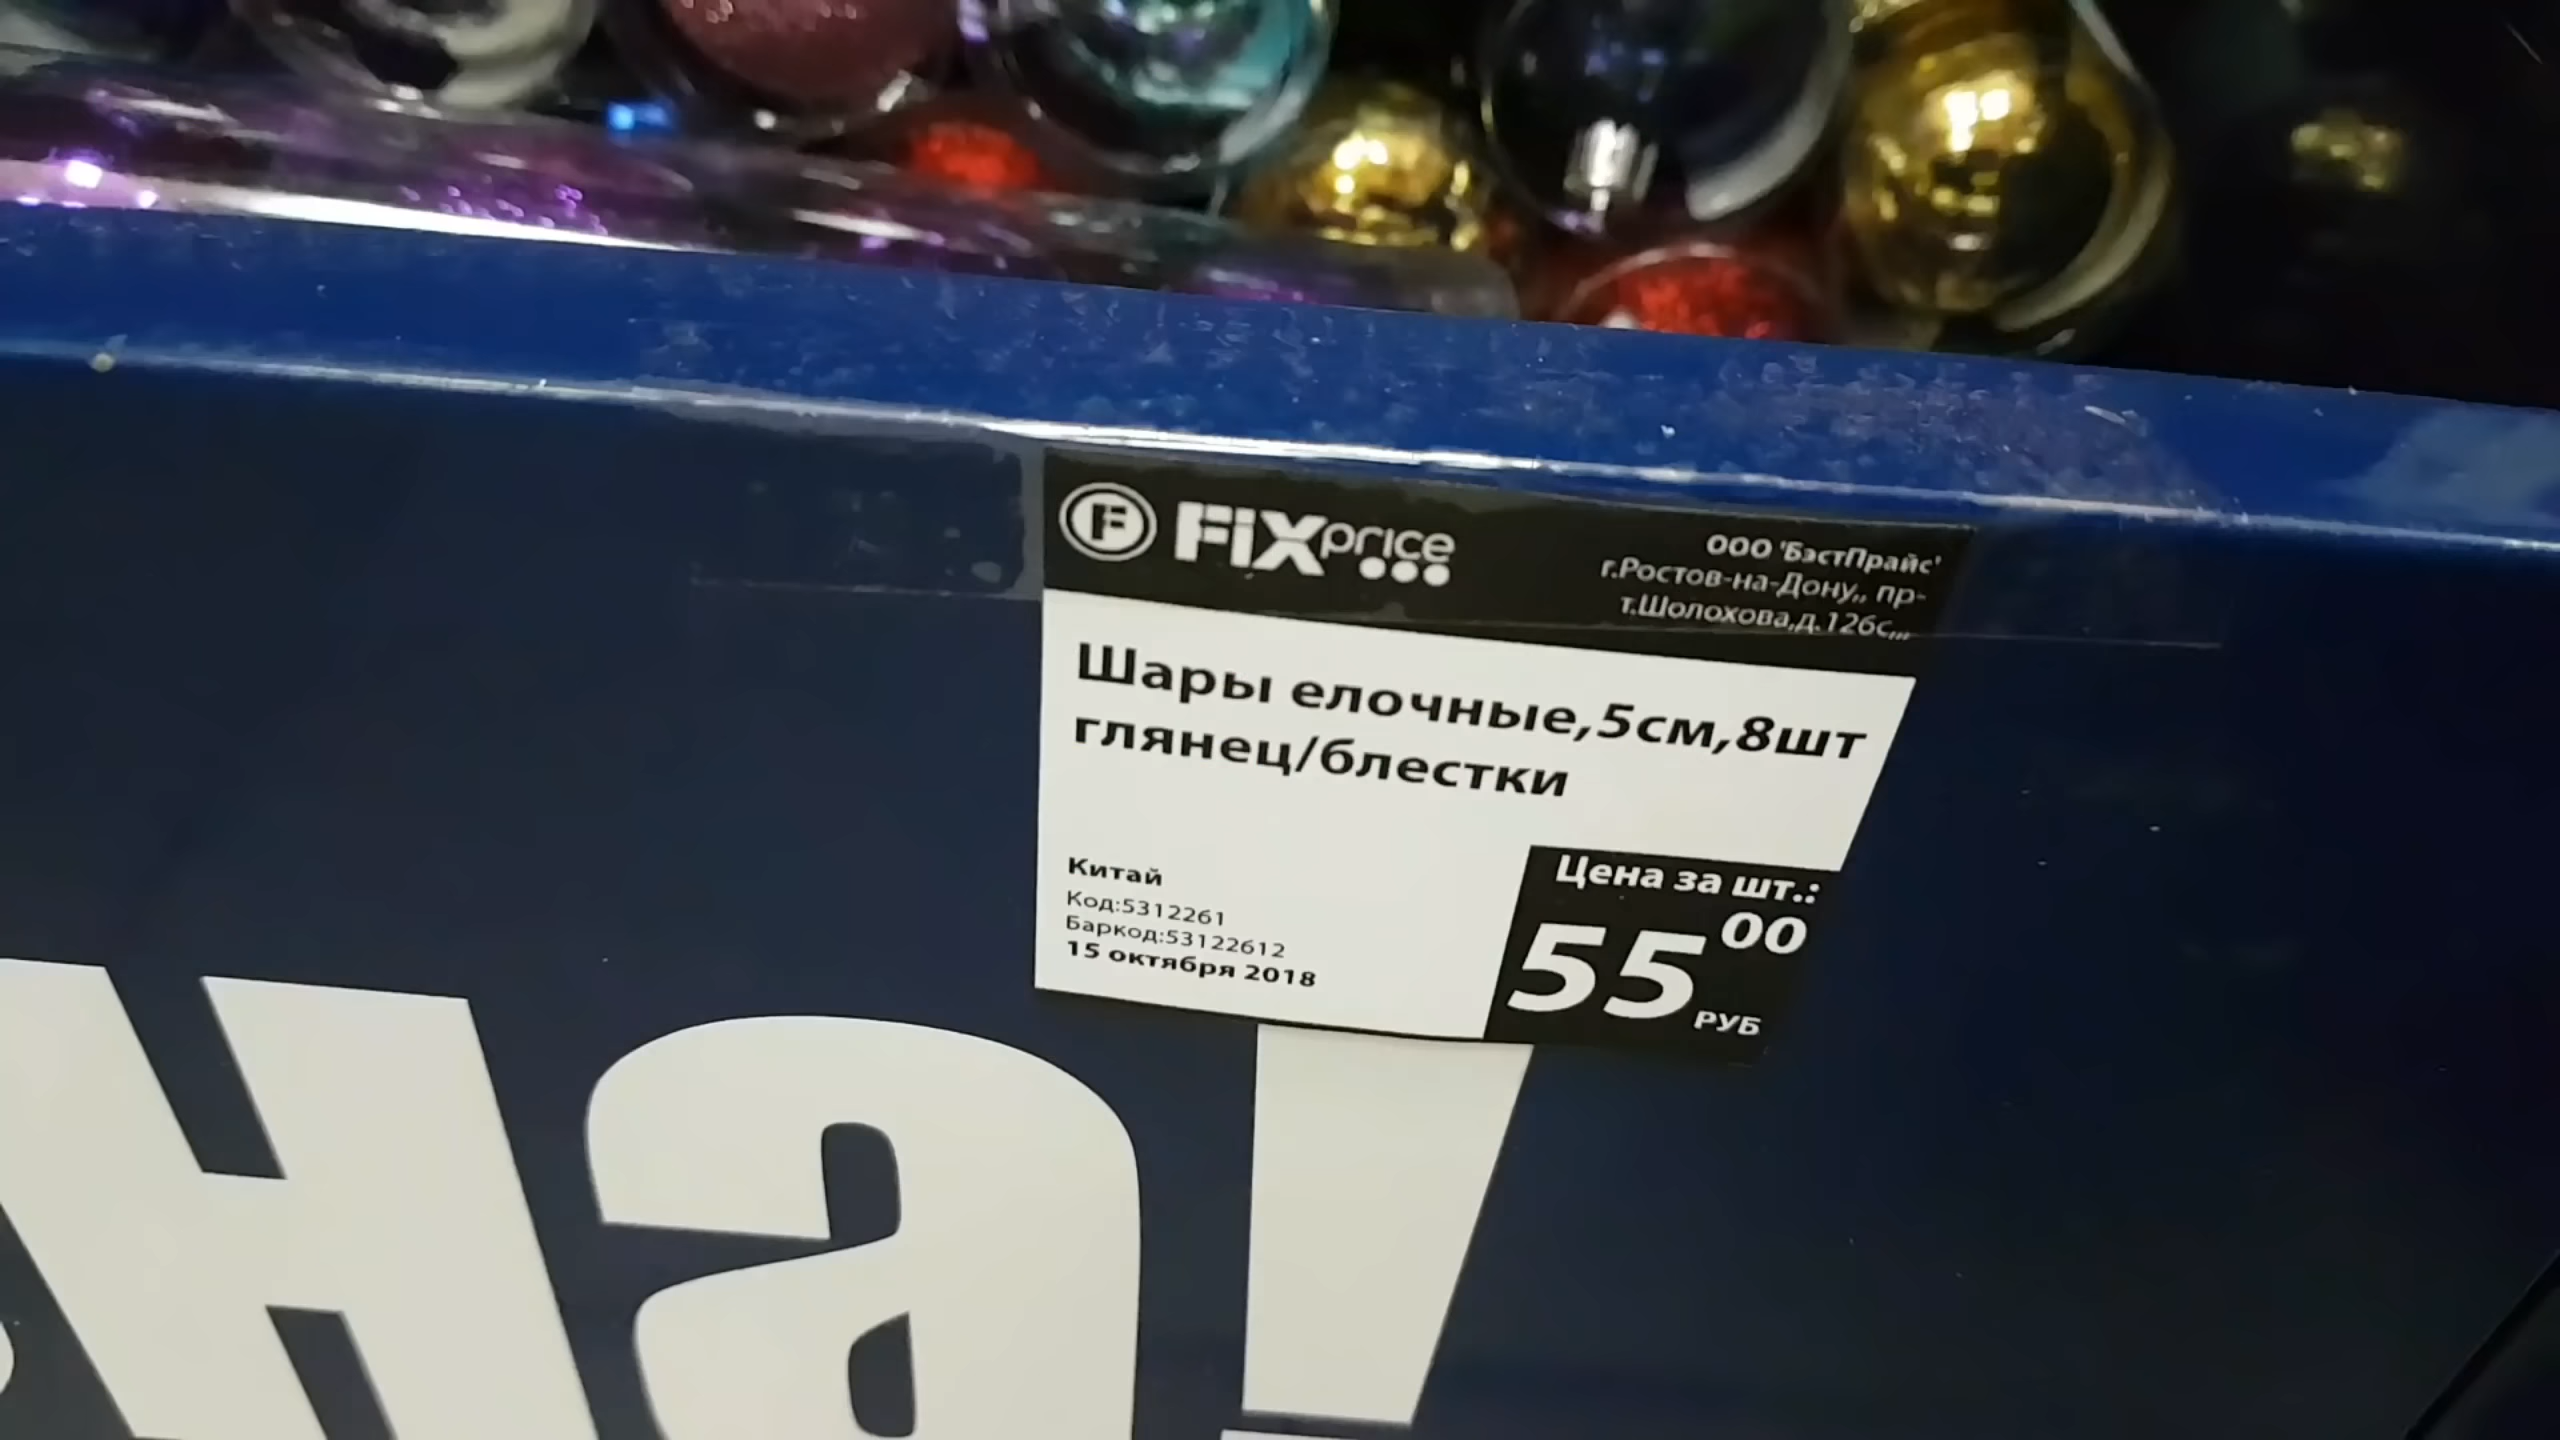 F FiXprice
ООО 'БэстПрайс'
г.Ростов-на-Дону,, пр-
т.Шолохова,д.126с,,,
Шары елочные,5см,8шт
глянец/блестки
Китай
Код:5312261
Баркод:53122612
15 октября 2018
Цена за шт.:
55 00
РУБ
на!